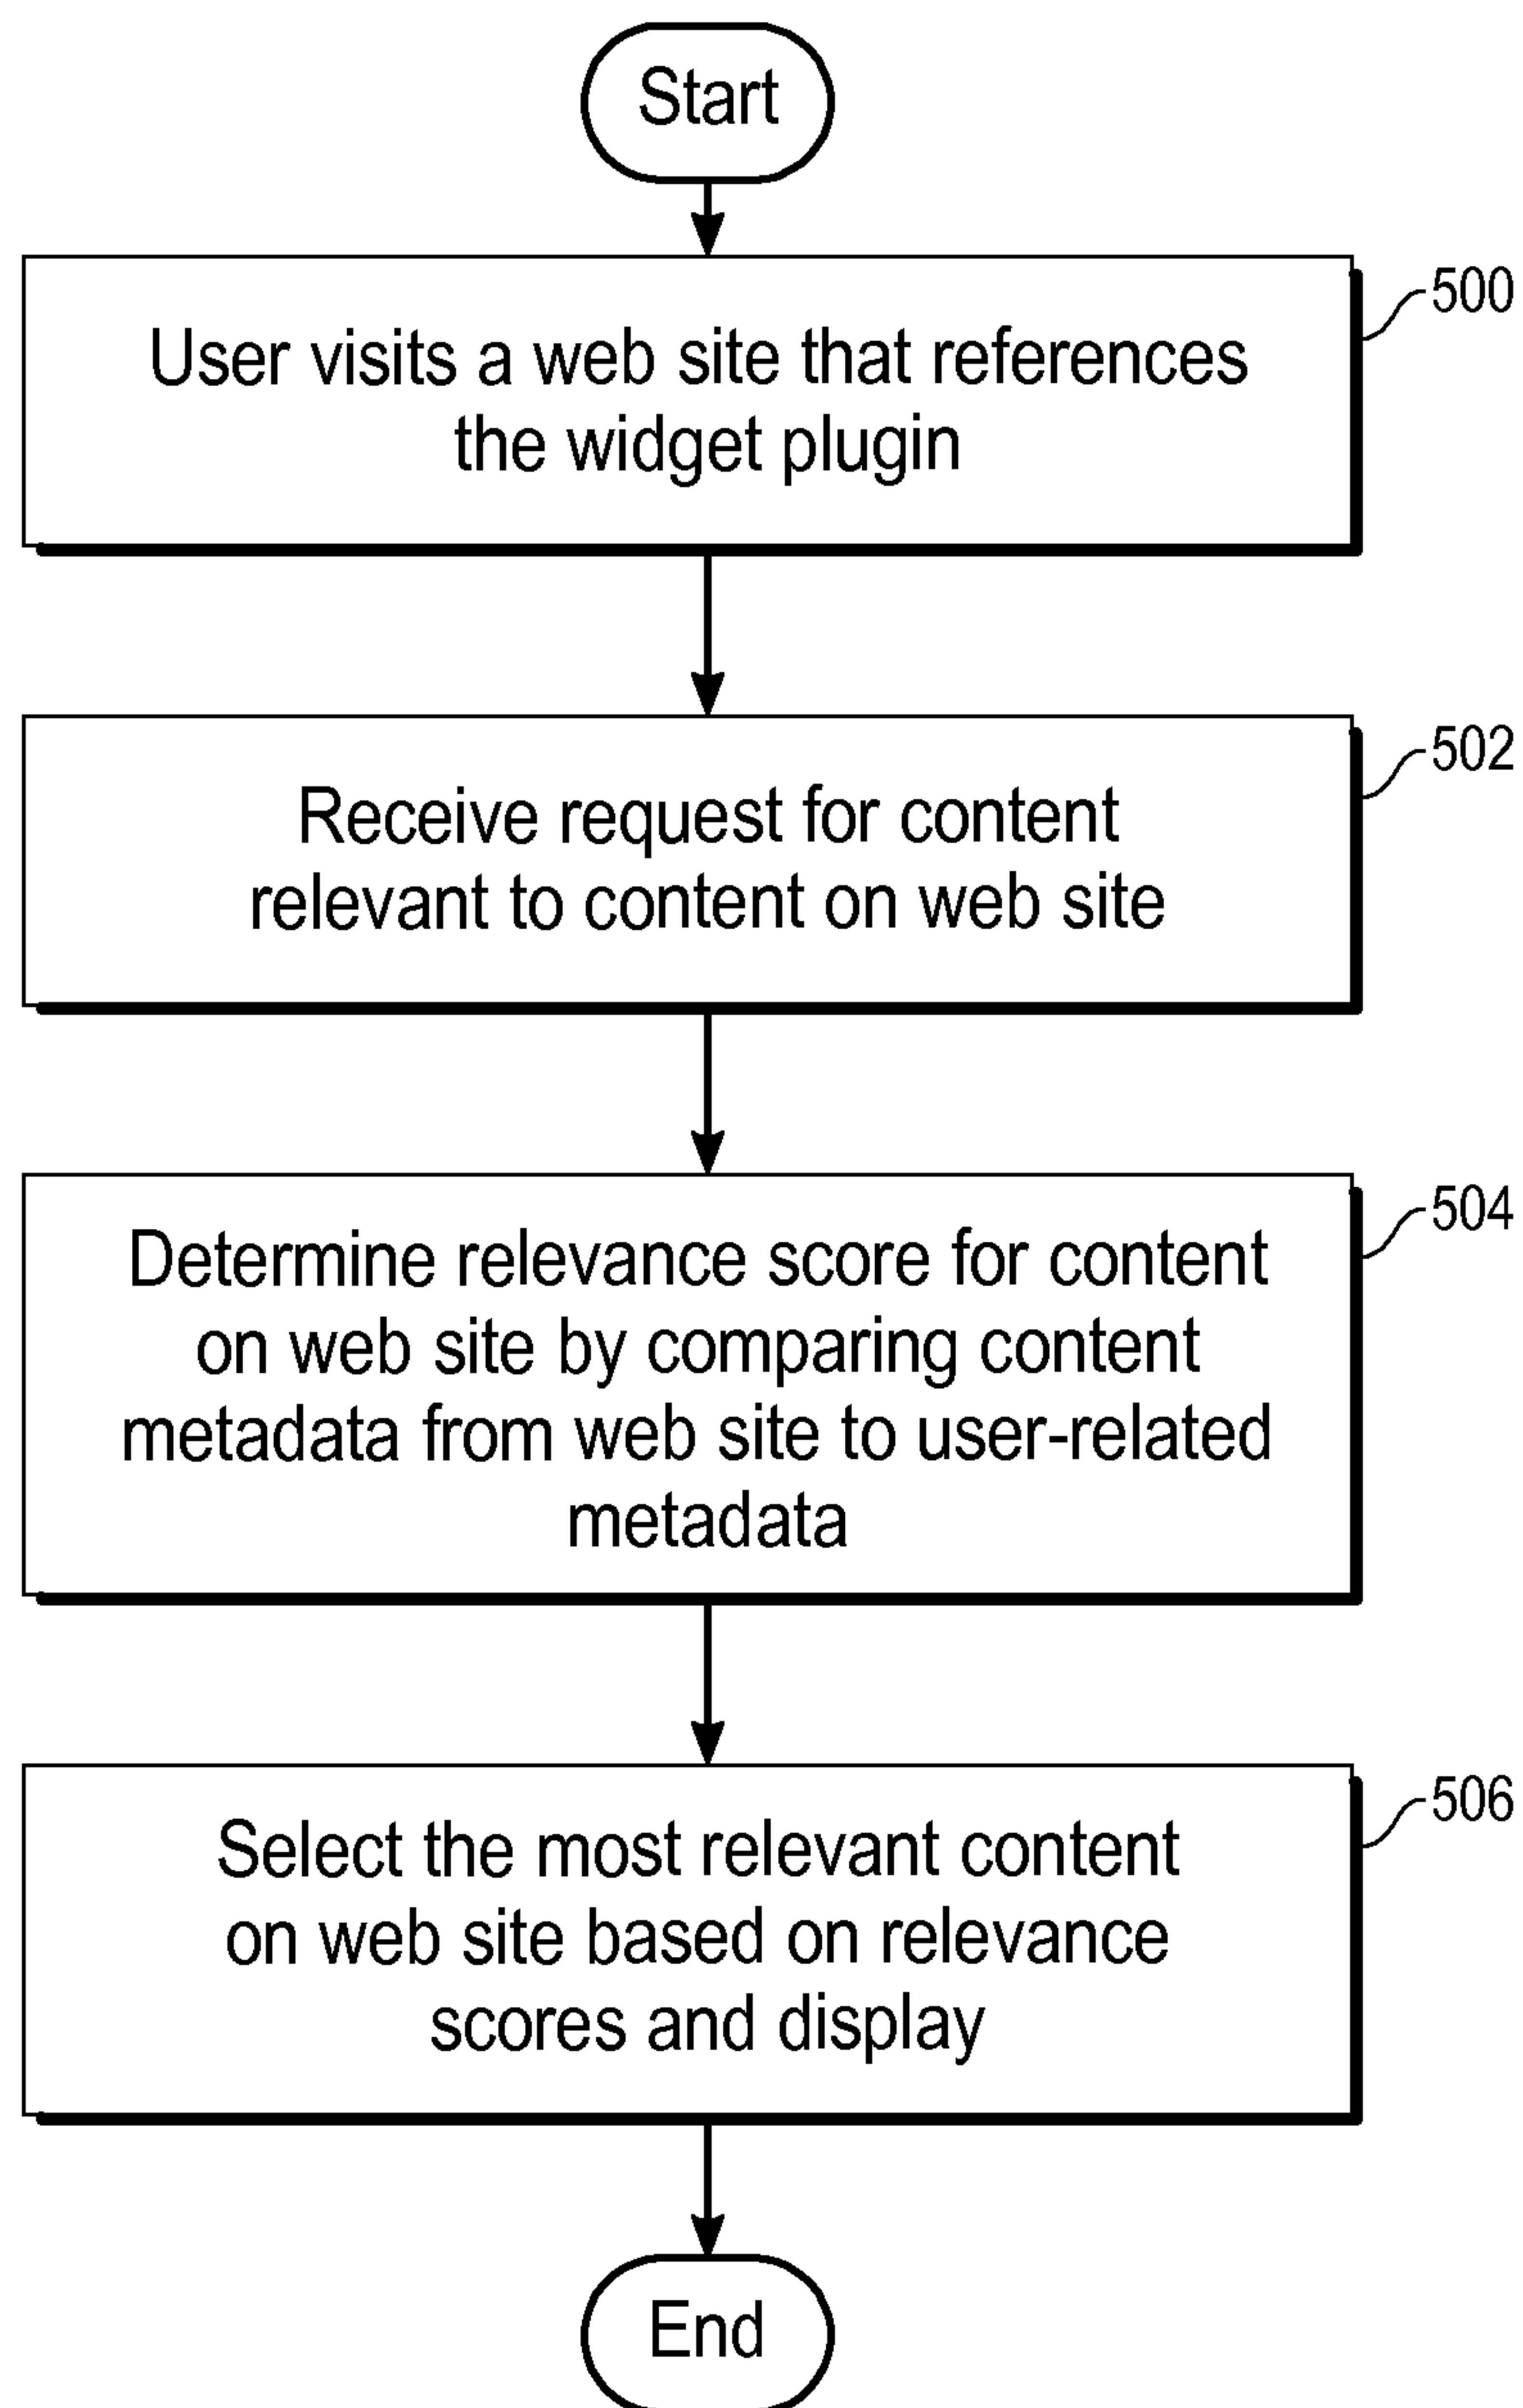 Start
500
User visits a web site that references
the widget plugin
502
Receive request for content
relevant to content on web site
504
Determine relevance score for content
on web site by comparing content
metadata from web site to user-related
metadata
506
Select the most relevant content
on web site based on relevance
scores and display
End